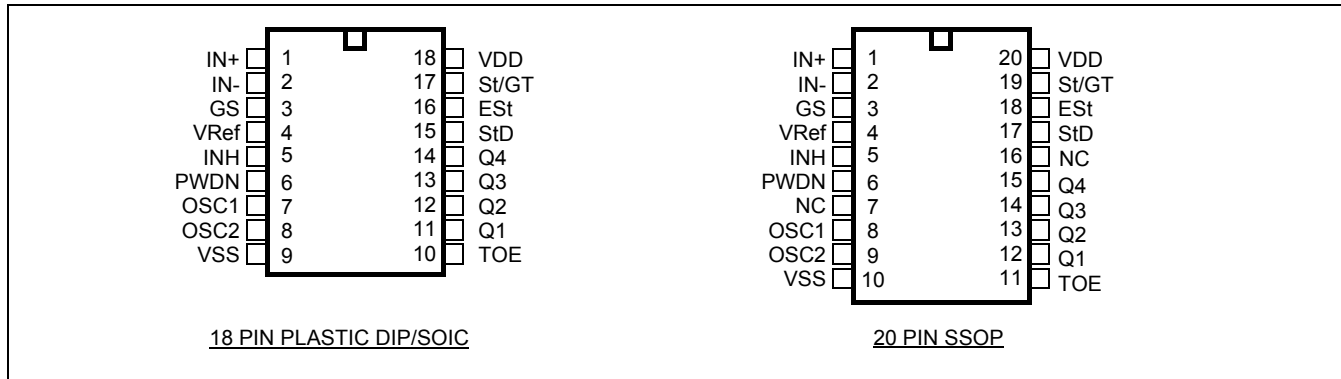 IN+ 1 18 VDD
IN- 2 17 St/GT
GS 3 16 ESt
VRef 4 15 StD
INH 5 14 Q4
PWDN 6 13 Q3
OSC1 7 12 Q2
OSC2 8 11 Q1
VSS 9 10 TOE
18 PIN PLASTIC DIP/SOIC
IN+ 1 20 VDD
IN- 2 19 St/GT
GS 3 18 ESt
VRef 4 17 StD
INH 5 16 NC
PWDN 6 15 Q4
NC 7 14 Q3
OSC1 8 13 Q2
OSC2 9 12 Q1
VSS 10 11 TOE
20 PIN SSOP